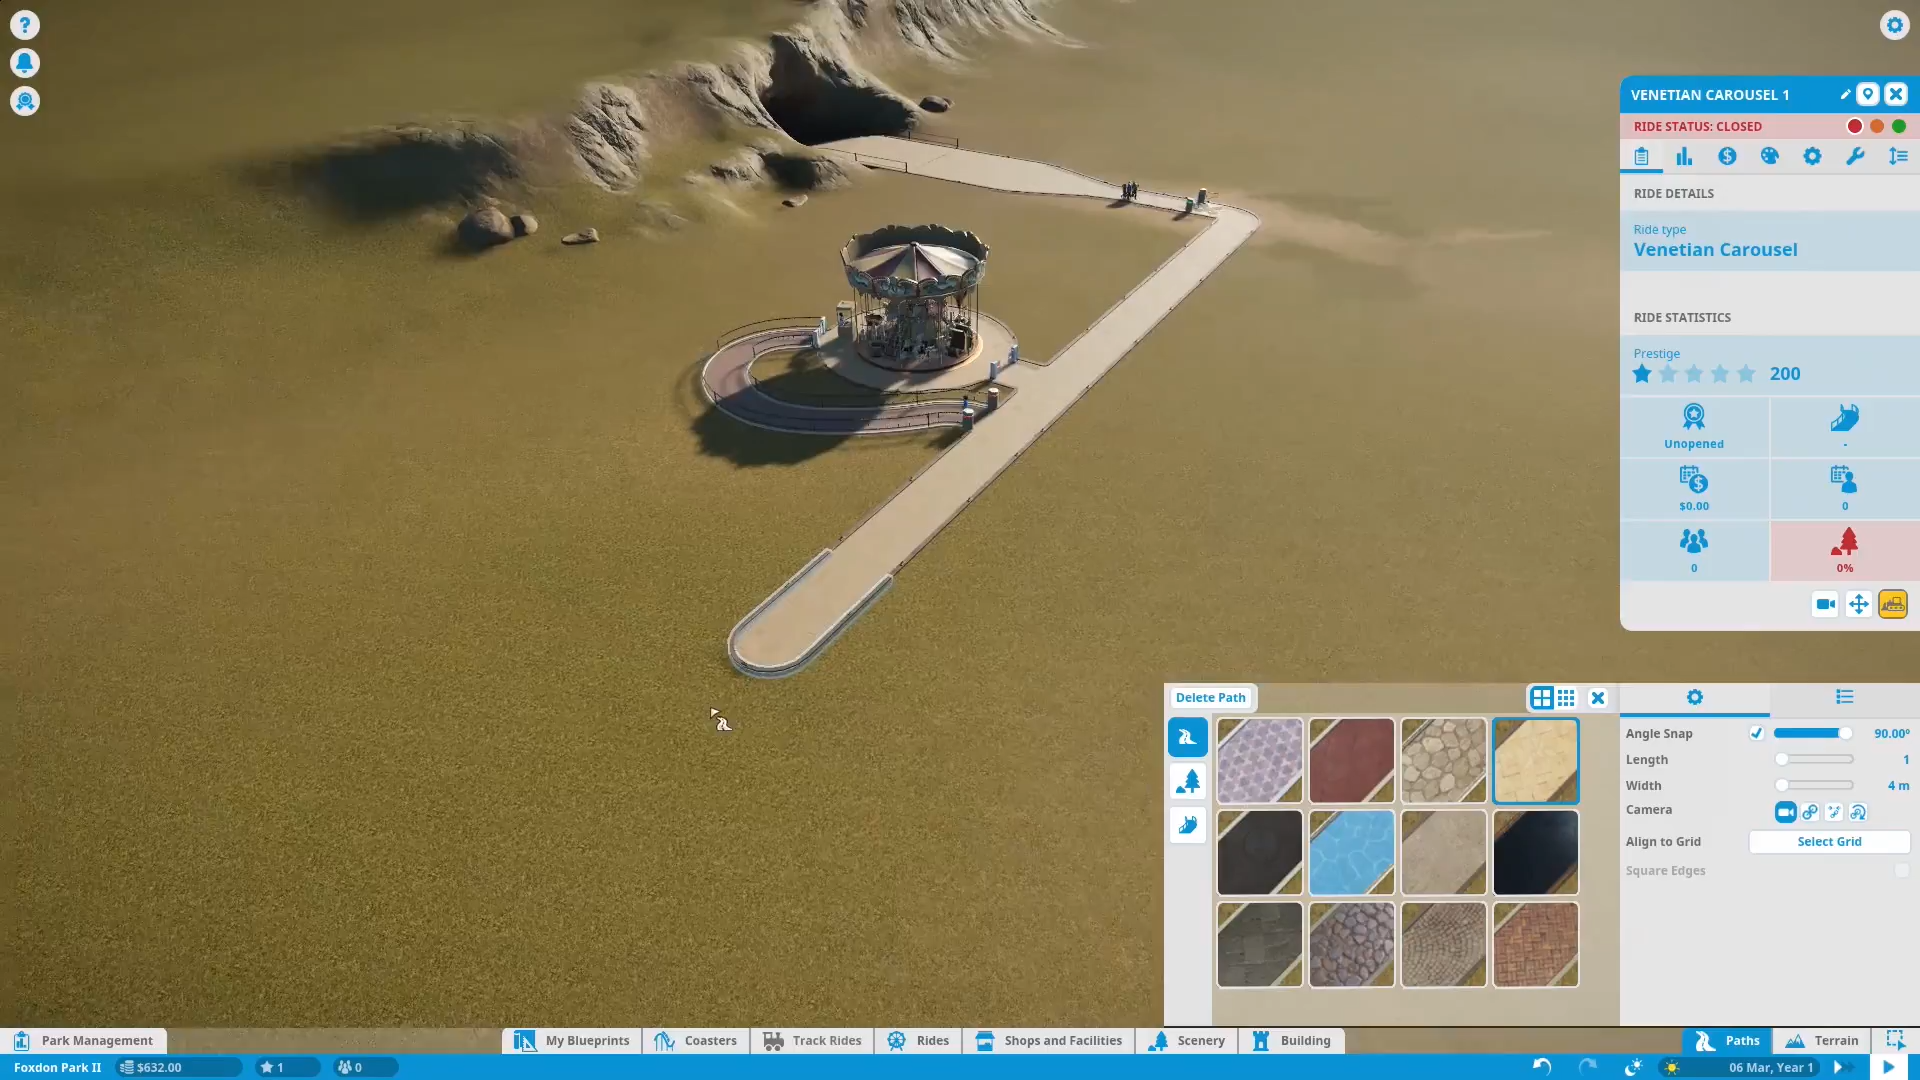 ?
VENETIAN CAROUSEL 1
RIDE STATUS: CLOSED
RIDE DETAILS
Ride type
Venetian Carousel
RIDE STATISTICS
Prestige
200
Unopened
-
$0.00
0
0
0%
Delete Path
Angle Snap
90.00°
Length
1
Width
4 m
Camera
Align to Grid
Select Grid
Square Edges
Park Management
My Blueprints
Coasters
Track Rides
Rides
Shops and Facilities
Scenery
Building
Paths
Terrain
Foxdon Park II
$632.00
1
0
06 Mar, Year 1